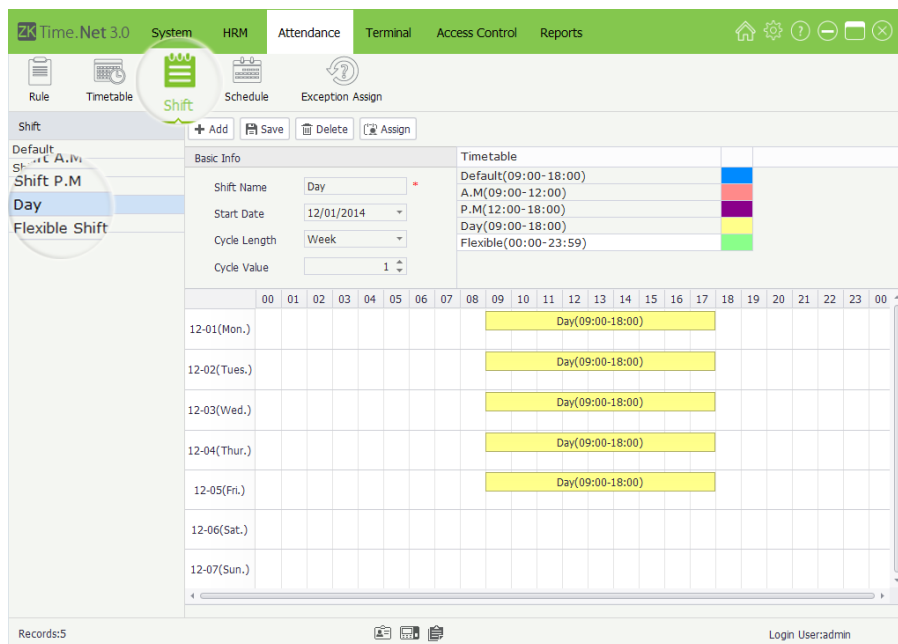 ZK Time.Net 3.0 System HRM Attendance Terminal Access Control Reports
Rule Timetable Shift Schedule Exception Assign
Shift
Add Save Delete Assign
Default
Shift A.M
Shift P.M
Day
Flexible Shift
Basic Info
Shift Name Day *
Start Date 12/01/2014
Cycle Length Week
Cycle Value 1
Timetable
Default(09:00-18:00)
A.M(09:00-12:00)
P.M(12:00-18:00)
Day(09:00-18:00)
Flexible(00:00-23:59)
00 01 02 03 04 05 06 07 08 09 10 11 12 13 14 15 16 17 18 19 20 21 22 23 00
12-01(Mon.) Day(09:00-18:00)
12-02(Tues.) Day(09:00-18:00)
12-03(Wed.) Day(09:00-18:00)
12-04(Thur.) Day(09:00-18:00)
12-05(Fri.) Day(09:00-18:00)
12-06(Sat.)
12-07(Sun.)
Records:5 Login User:admin